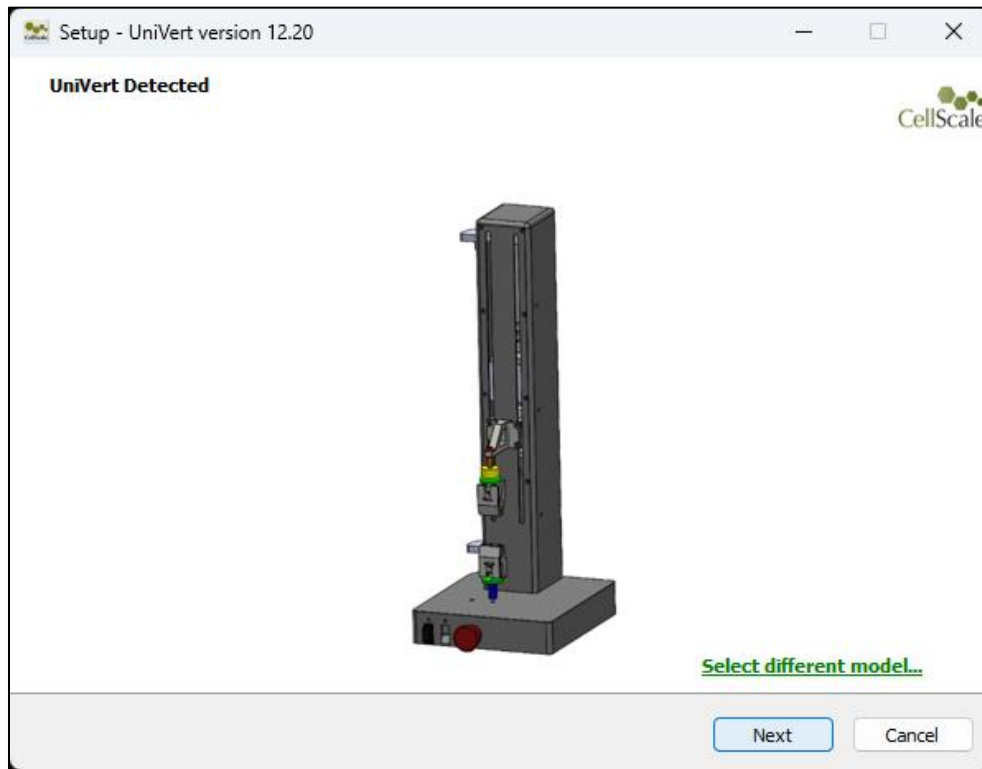 Setup - UniVert version 12.20
UniVert Detected
CellScale
Select different model...
Next
Cancel